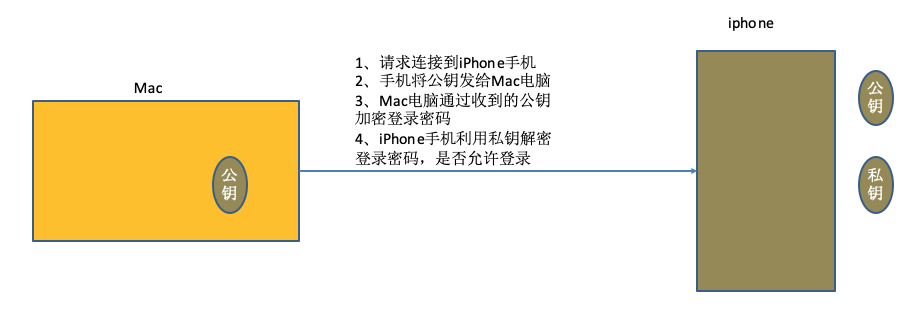 iphone
Mac
1、请求连接到iPhone手机
2、手机将公钥发给Mac电脑
3、Mac电脑通过收到的公钥
加密登录密码
4、iPhone手机利用私钥解密
登录密码，是否允许登录
公
钥
公
钥
私
钥